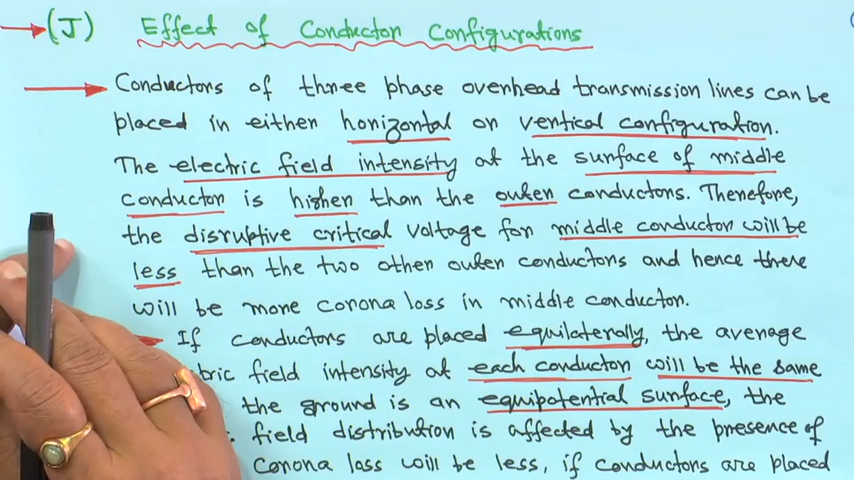 (J) Effect of Conductor Configurations
Conductors of three phase overhead transmission lines can be
placed in either horizontal or vertical configuration.
The electric field intensity at the surface of middle
conductor is higher than the outer conductors. Therefore,
the disruptive critical voltage for middle conductor will be
less than the two other outer conductors and hence there
will be more corona loss in middle conductor.
If conductors are placed equilaterally, the average
field intensity at each conductor will be the same
the ground is an equipotential surface, the
field distribution is affected by the presence of
Corona loss will be less, if conductors are placed